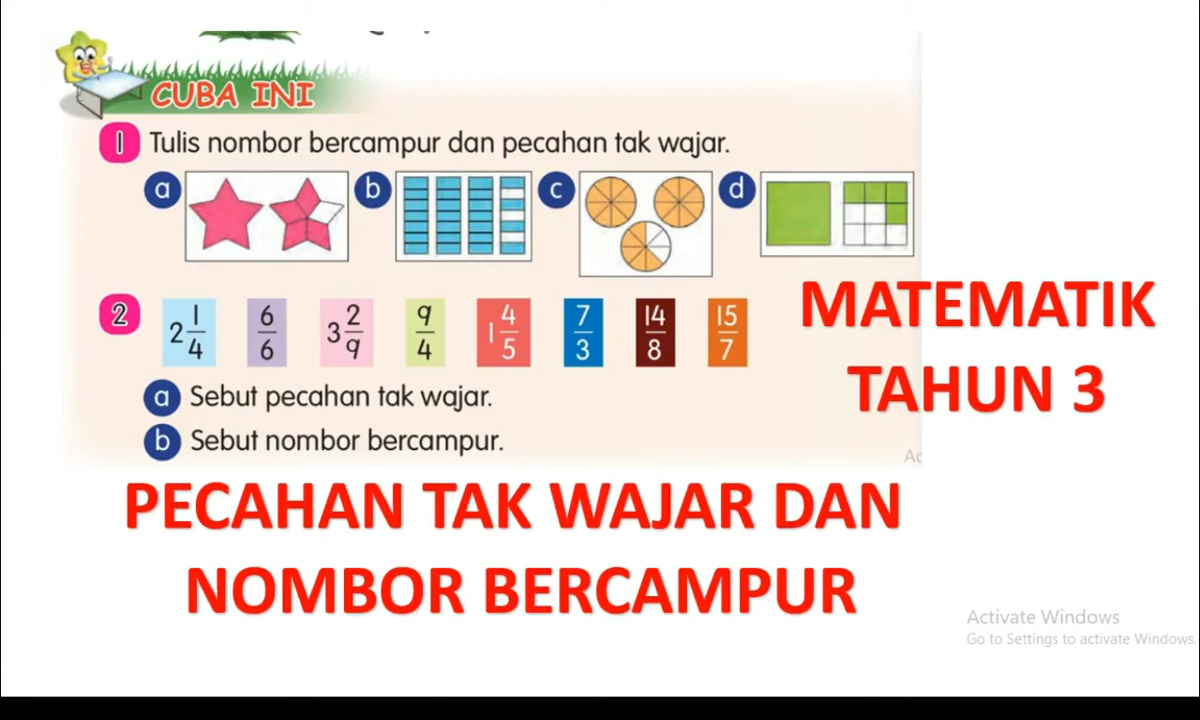 CUBA INI
1 Tulis nombor bercampur dan pecahan tak wajar.
a b c d
2 2 1/4 6/6 3 2/9 9/4 1 4/5 7/3 14/8 15/7
a Sebut pecahan tak wajar.
b Sebut nombor bercampur.
MATEMATIK
TAHUN 3
PECAHAN TAK WAJAR DAN
NOMBOR BERCAMPUR
Activate Windows
Go to Settings to activate Windows.